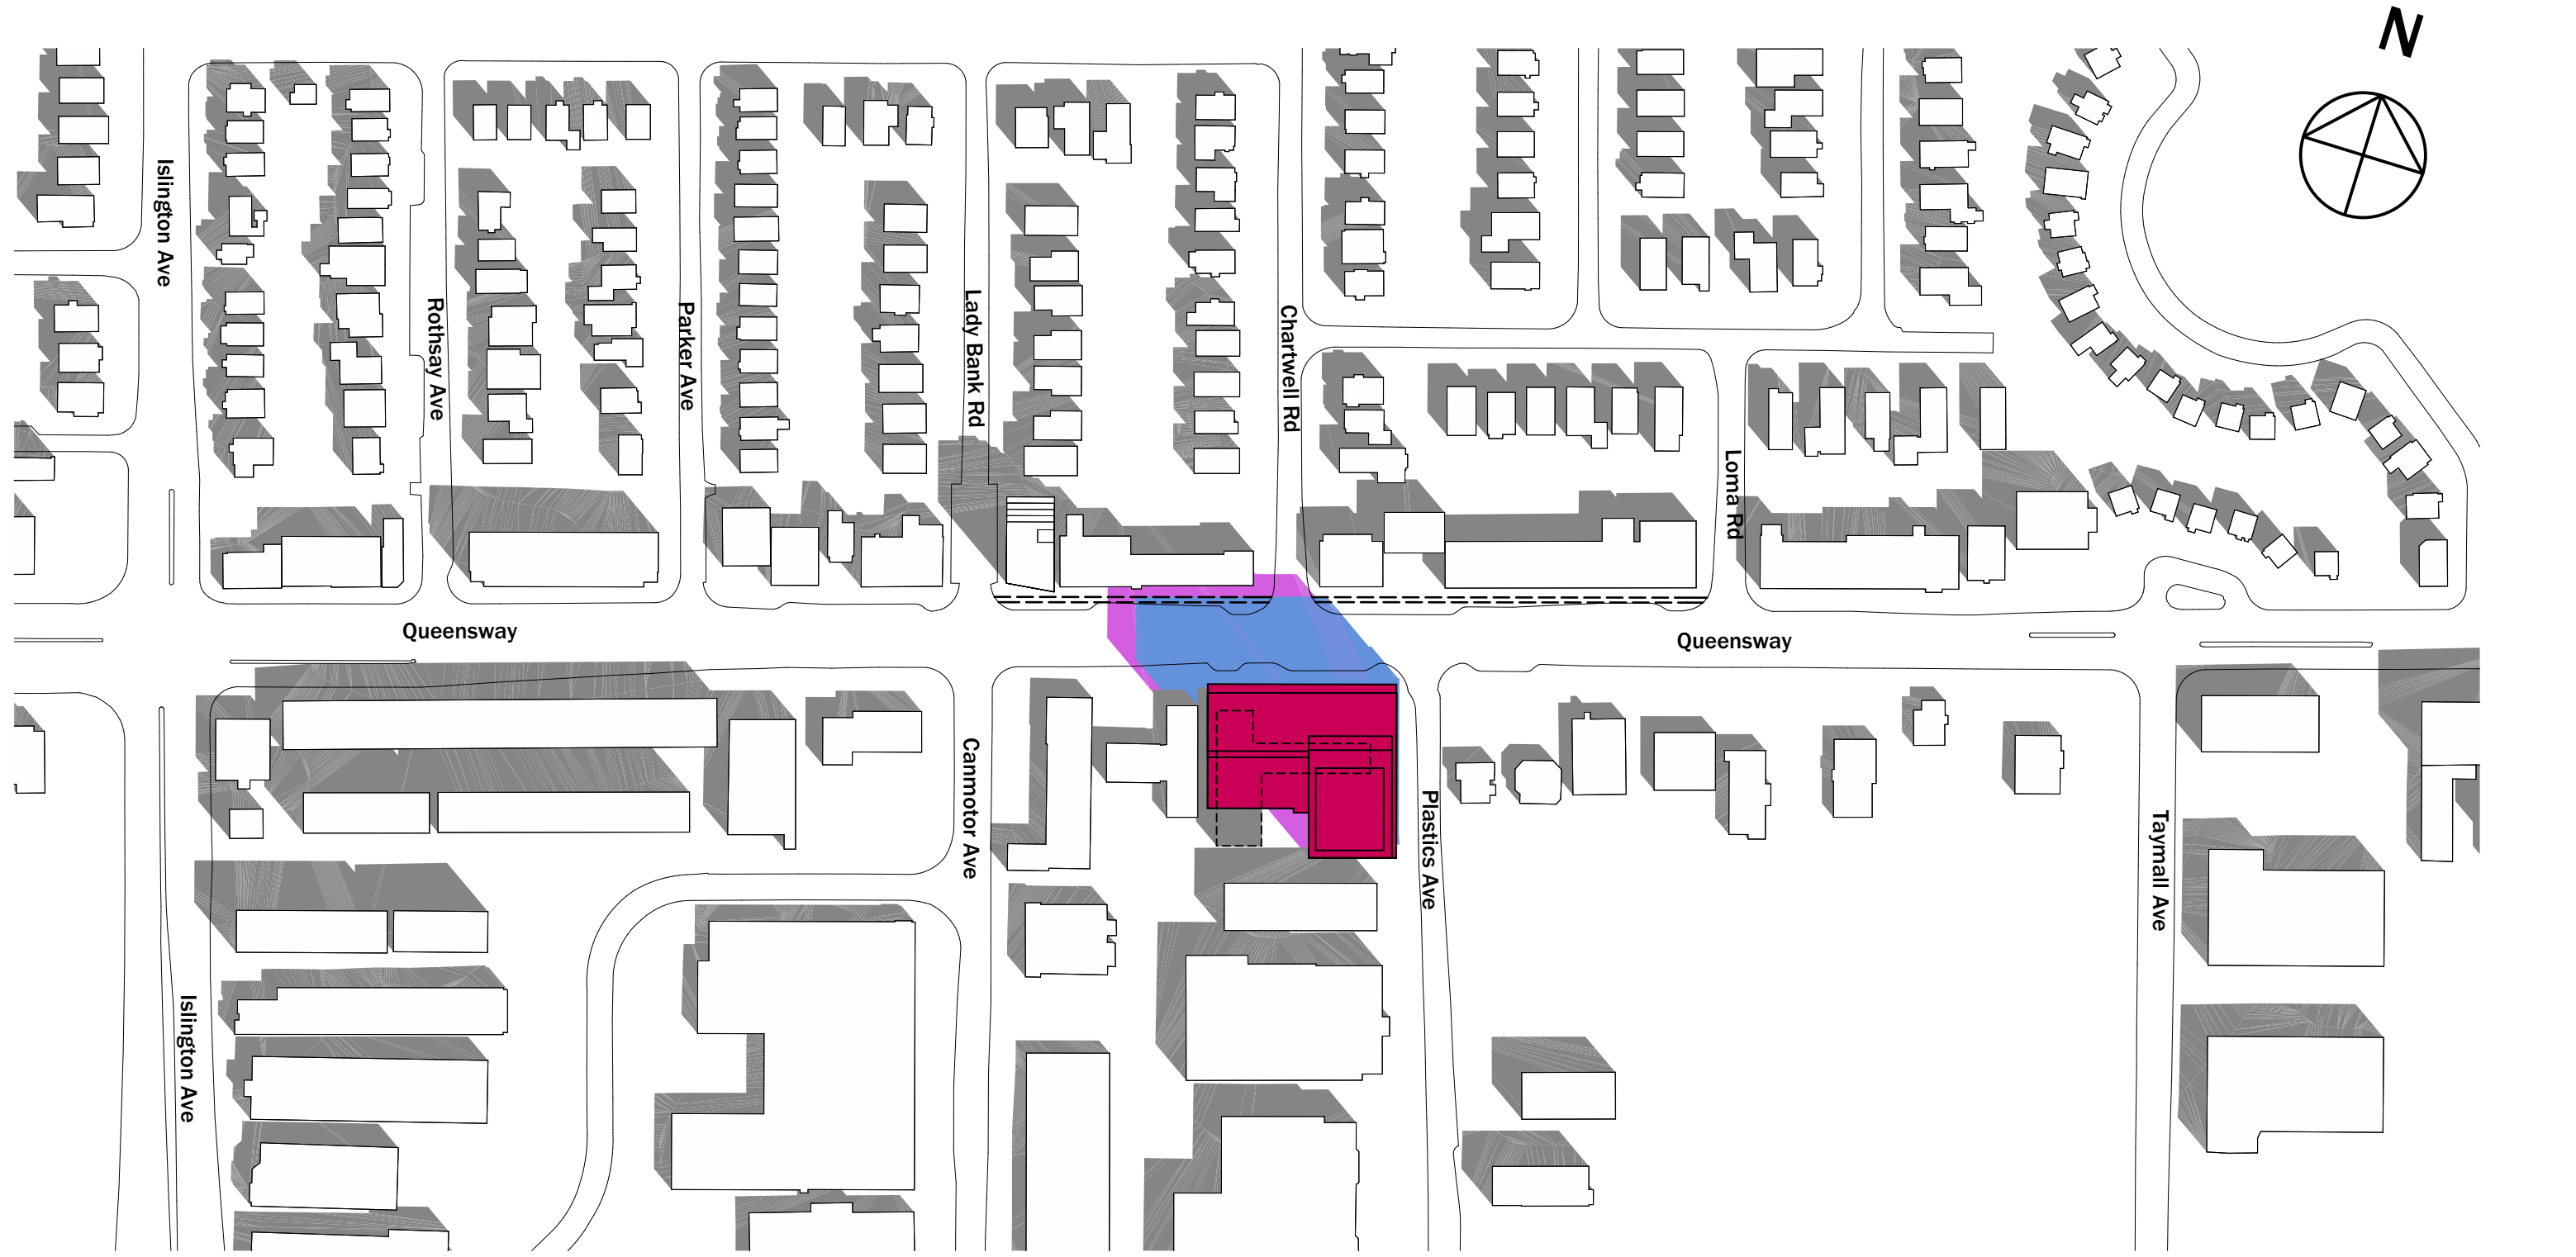 N
Islington Ave
Rothsay Ave
Parker Ave
Lady Bank Rd
Chartwell Rd
Loma Rd
Queensway
Queensway
Canmotor Ave
Plastics Ave
Taymall Ave
Islington Ave